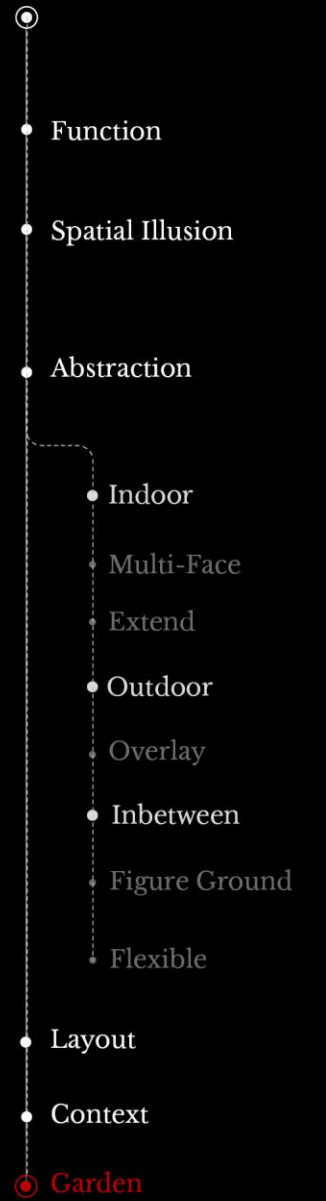 Function
Spatial Illusion
Abstraction
Indoor
Multi-Face
Extend
Outdoor
Overlay
Inbetween
Figure Ground
Flexible
Layout
Context
Garden